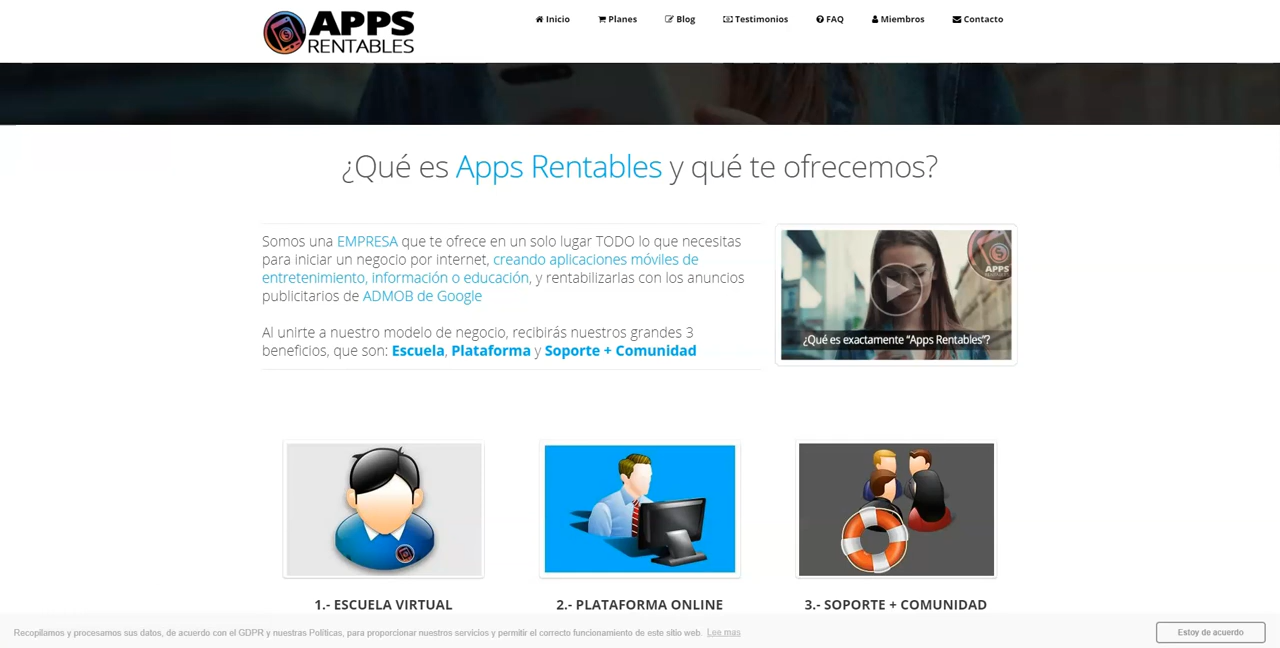 APPS
RENTABLES
Inicio
Planes
Blog
Testimonios
FAQ
Miembros
Contacto
¿Qué es Apps Rentables y qué te ofrecemos?
Somos una EMPRESA que te ofrece en un solo lugar TODO lo que necesitas
para iniciar un negocio por internet, creando aplicaciones móviles de
entretenimiento, información o educación, y rentabilizarlas con los anuncios
publicitarios de ADMOB de Google
Al unirte a nuestro modelo de negocio, recibirás nuestros grandes 3
beneficios, que son: Escuela, Plataforma y Soporte + Comunidad
APPS
¿Qué es exactamente “Apps Rentables”?
1.- ESCUELA VIRTUAL
2.- PLATAFORMA ONLINE
3.- SOPORTE + COMUNIDAD
Recopilamos y procesamos sus datos, de acuerdo con el GDPR y nuestras Políticas, para proporcionar nuestros servicios y permitir el correcto funcionamiento de este sitio web. Lee mas
Estoy de acuerdo